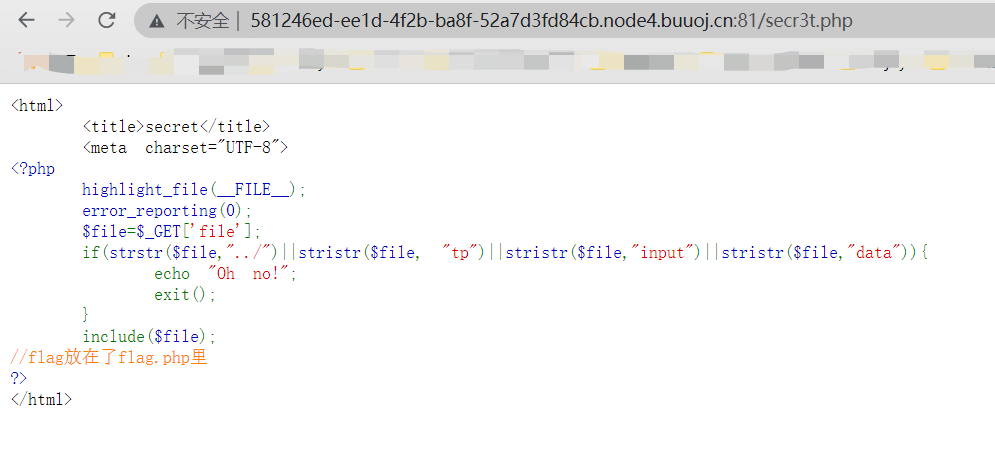 不安全 581246ed-ee1d-4f2b-ba8f-52a7d3fd84cb.node4.buuoj.cn:81/secr3t.php
<html>
<title>secret</title>
<meta charset="UTF-8">
<?php
highlight_file(__FILE__);
error_reporting(0);
$file=$_GET['file'];
if(strstr($file,"../")||stristr($file, "tp")||stristr($file,"input")||stristr($file,"data")){
echo "Oh no!";
exit();
}
include($file);
//flag放在了flag.php里
?>
</html>